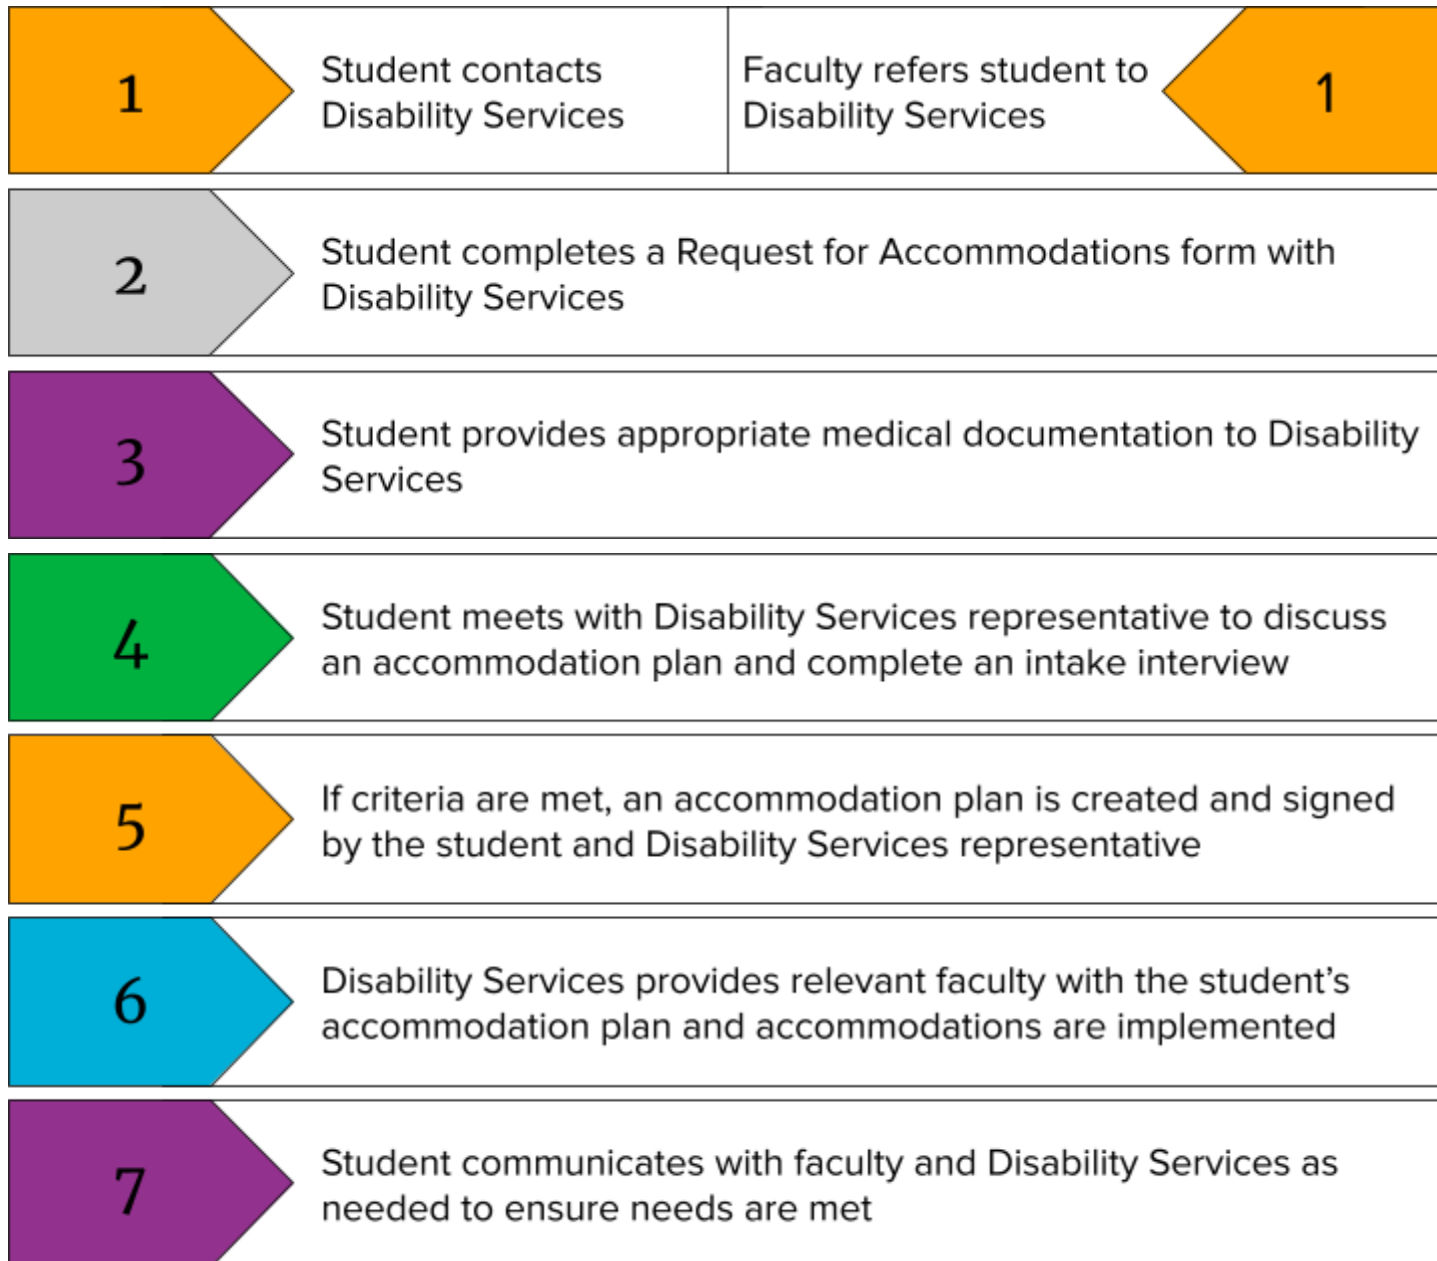 1
Student contacts
Disability Services
Faculty refers student to
Disability Services
1
2
Student completes a Request for Accommodations form with
Disability Services
3
Student provides appropriate medical documentation to Disability
Services
4
Student meets with Disability Services representative to discuss
an accommodation plan and complete an intake interview
5
If criteria are met, an accommodation plan is created and signed
by the student and Disability Services representative
6
Disability Services provides relevant faculty with the student’s
accommodation plan and accommodations are implemented
7
Student communicates with faculty and Disability Services as
needed to ensure needs are met